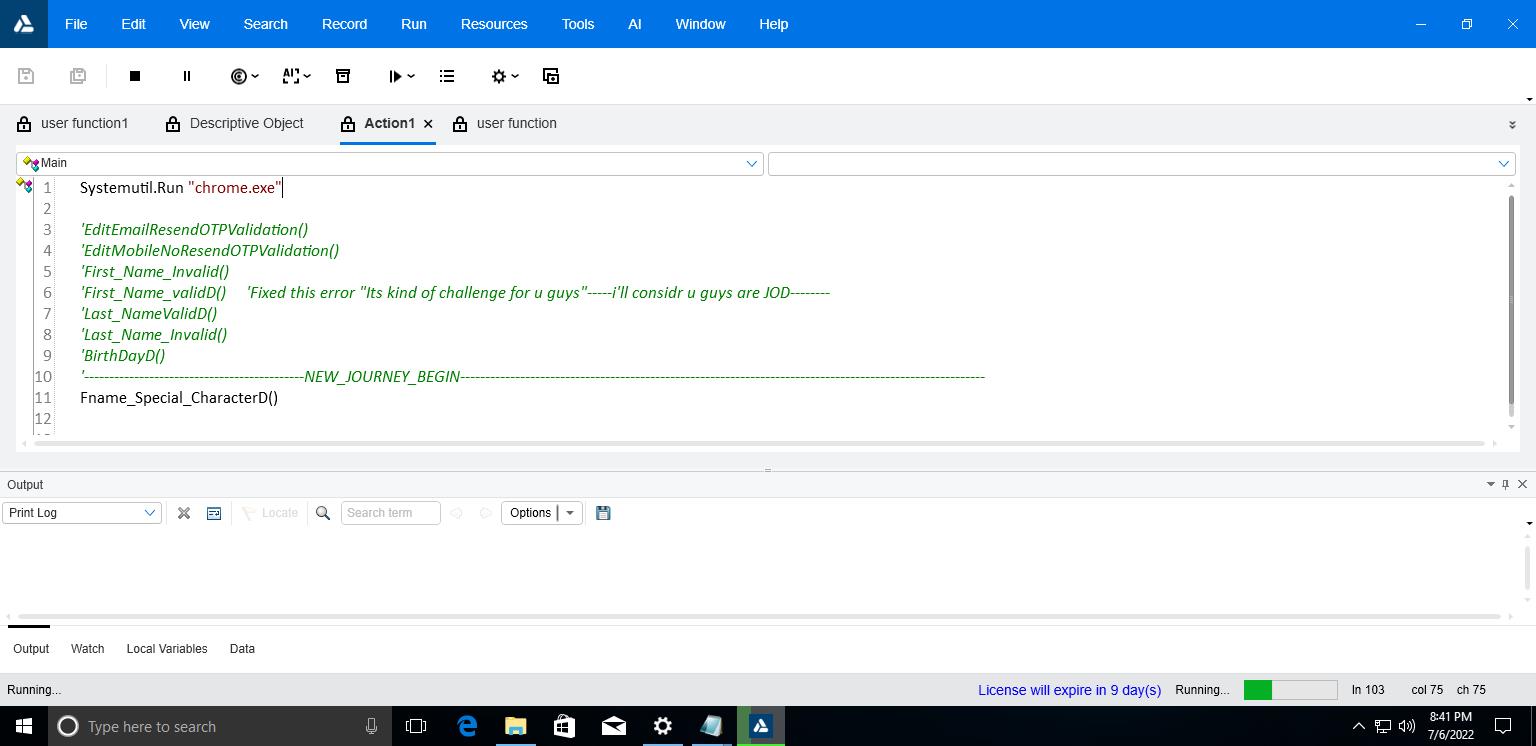 File Edit View Search Record Run Resources Tools AI Window Help
user function1 Descriptive Object Action1 user function
Main
1 Systemutil.Run "chrome.exe"
2
3 'EditEmailResendOTPValidation()
4 'EditMobileNoResendOTPValidation()
5 'First_Name_Invalid()
6 'First_Name_validD() 'Fixed this error "Its kind of challenge for u guys"-----i'll considr u guys are JOD--------
7 'Last_NameValidD()
8 'Last_Name_Invalid()
9 'BirthDayD()
10 '--------------------------------------------NEW_JOURNEY_BEGIN---------------------------------------------------------------------------------------------------------
11 Fname_Special_CharacterD()
12
Output
Print Log Locate Search term Options
Output Watch Local Variables Data
Running... License will expire in 9 day(s) Running... ln 103 col 75 ch 75
Type here to search
8:41 PM
7/6/2022